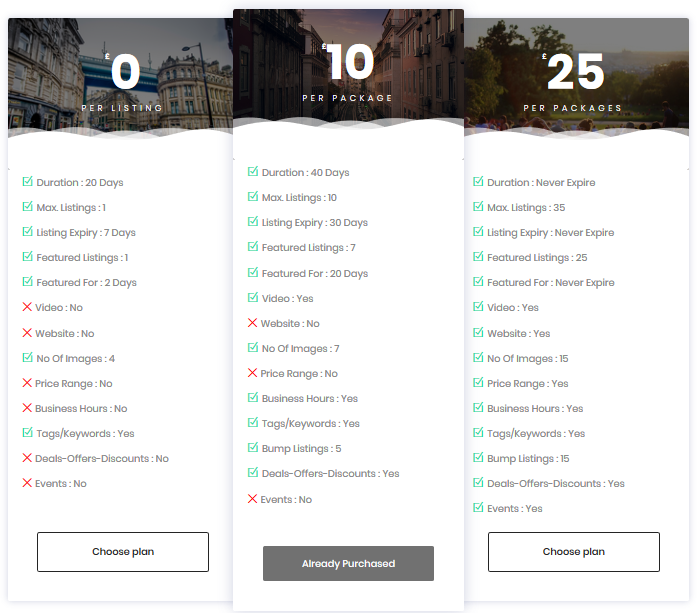 £0
PER LISTING
Duration : 20 Days
Max. Listings : 1
Listing Expiry : 7 Days
Featured Listings : 1
Featured For : 2 Days
Video : No
Website : No
No Of Images : 4
Price Range : No
Business Hours : No
Tags/Keywords : Yes
Deals-Offers-Discounts : No
Events : No
Choose plan
£10
PER PACKAGE
Duration : 40 Days
Max. Listings : 10
Listing Expiry : 30 Days
Featured Listings : 7
Featured For : 20 Days
Video : Yes
Website : No
No Of Images : 7
Price Range : No
Business Hours : Yes
Tags/Keywords : Yes
Bump Listings : 5
Deals-Offers-Discounts : Yes
Events : No
Already Purchased
£25
PER PACKAGES
Duration : Never Expire
Max. Listings : 35
Listing Expiry : Never Expire
Featured Listings : 25
Featured For : Never Expire
Video : Yes
Website : Yes
No Of Images : 15
Price Range : Yes
Business Hours : Yes
Tags/Keywords : Yes
Bump Listings : 15
Deals-Offers-Discounts : Yes
Events : Yes
Choose plan